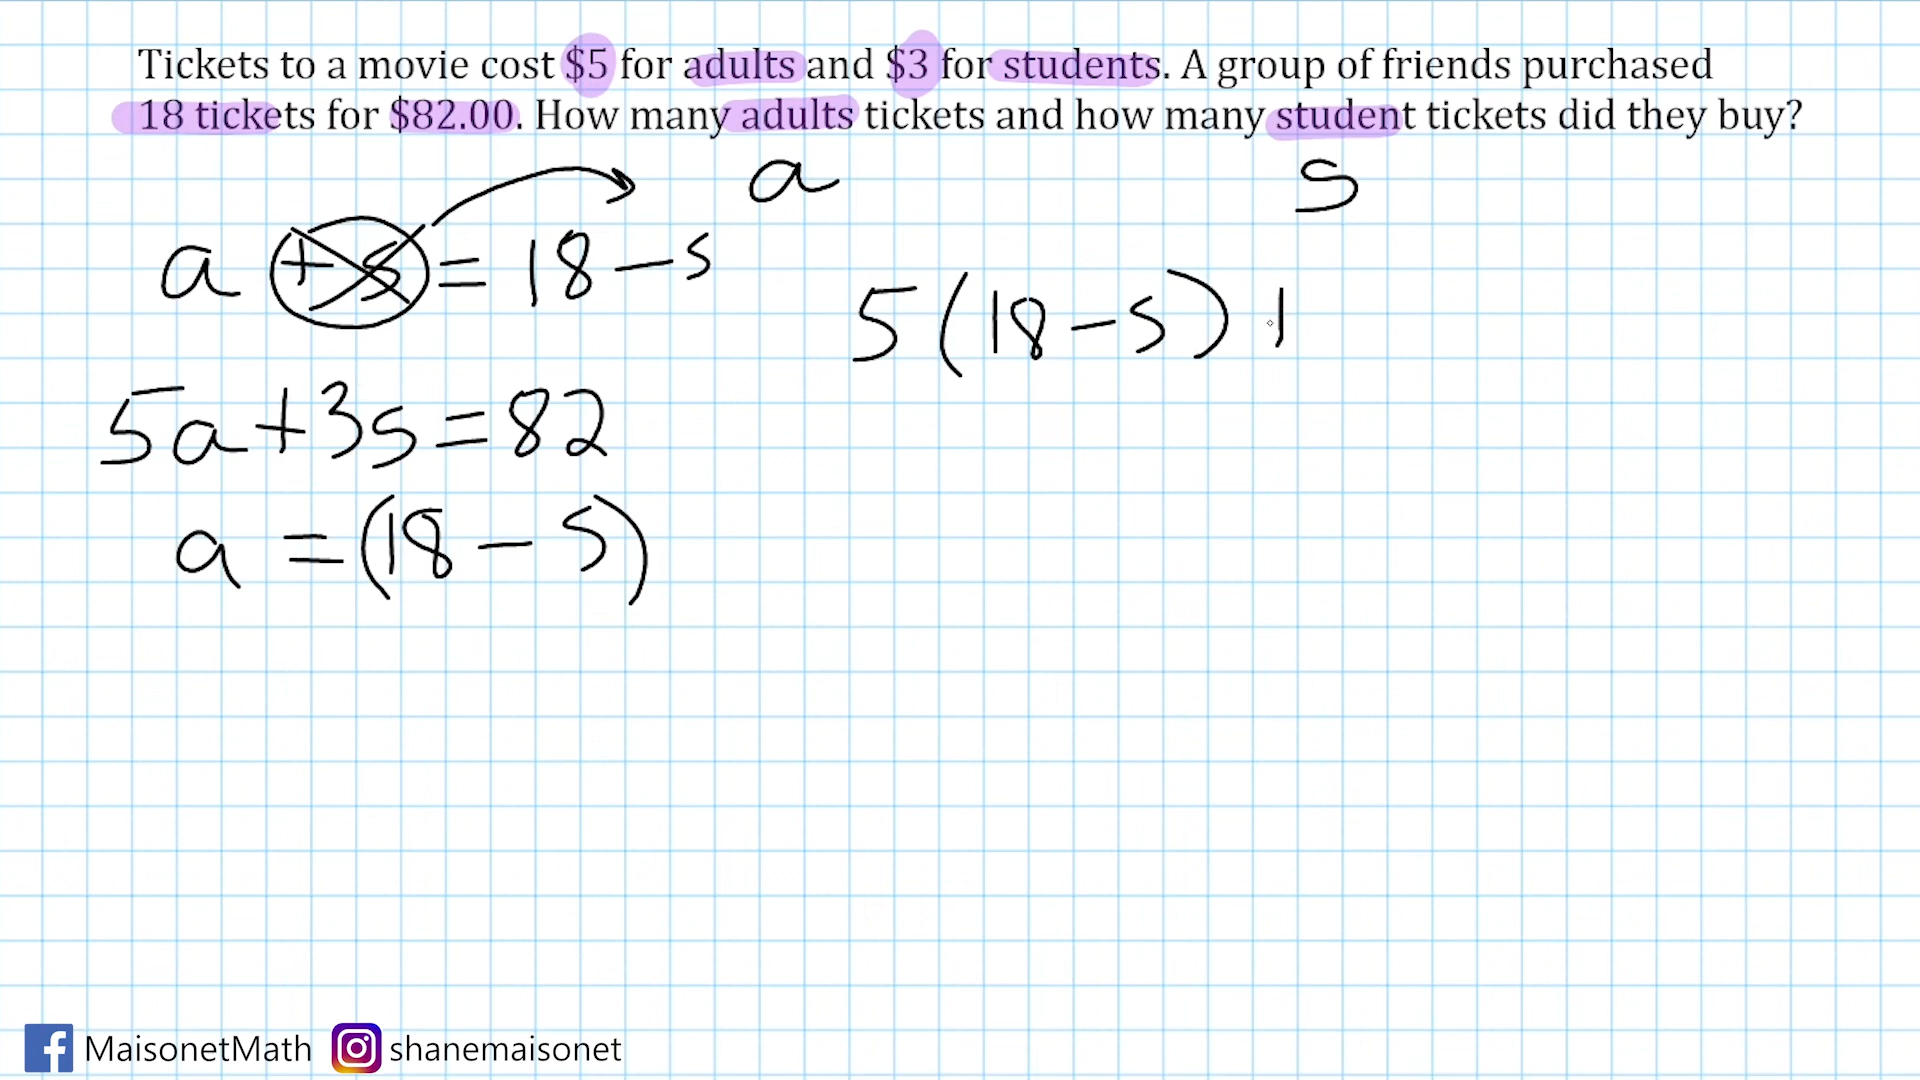 Tickets to a movie cost $5 for adults and $3 for students. A group of friends purchased
18 tickets for $82.00. How many adults tickets and how many student tickets did they buy?
a s
a + s = 18 - s
5(18 - s) +
5a + 3s = 82
a = (18 - s)
MaisonetMath shanemaisonet